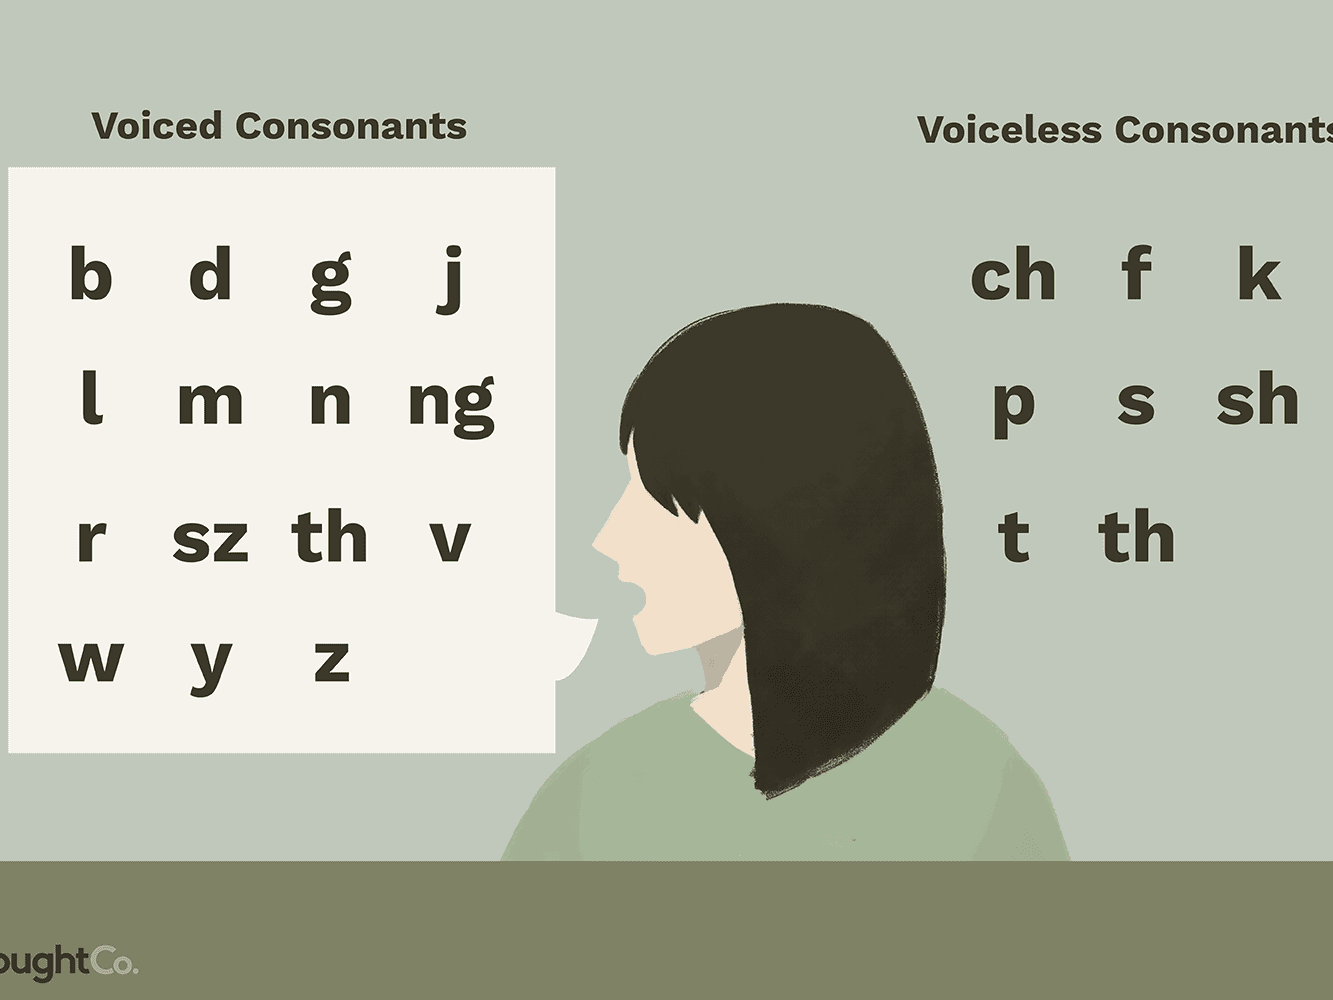 Voiced Consonants
b d g j
l m n ng
r sz th v
w y z
Voiceless Consonants
ch f k
p s sh
t th
oughtCo.